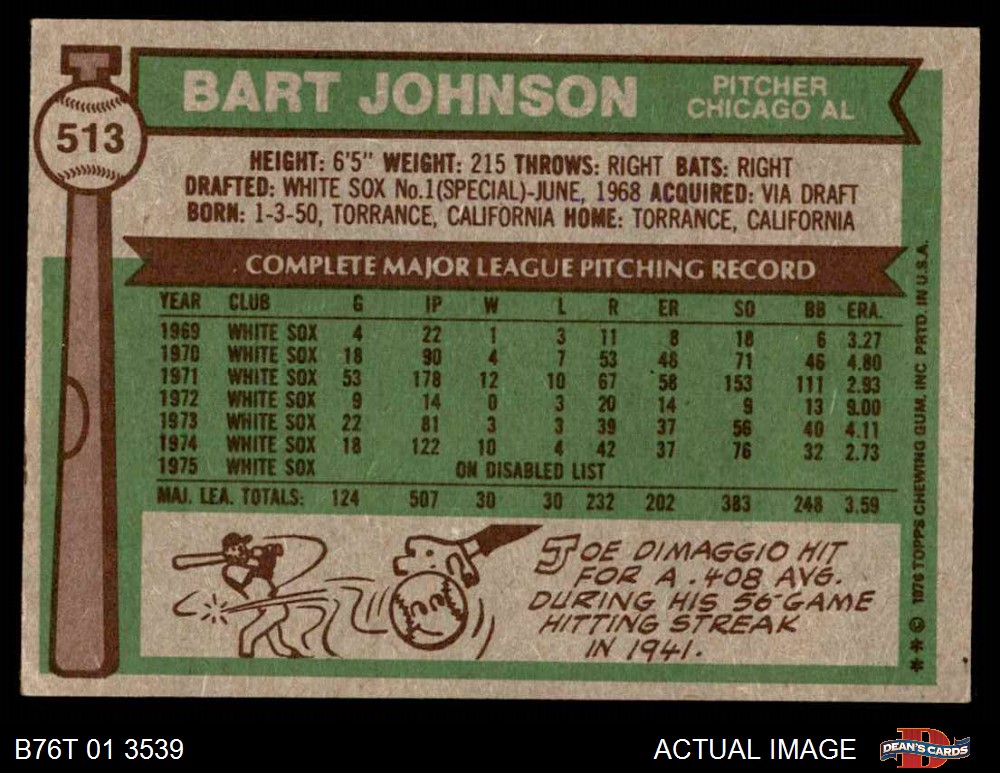 BART JOHNSON
PITCHER
CHICAGO AL
513
HEIGHT: 6'5" WEIGHT: 215 THROWS: RIGHT BATS: RIGHT
DRAFTED: WHITE SOX No.1(SPECIAL)-JUNE, 1968 ACQUIRED: VIA DRAFT
BORN: 1-3-50, TORRANCE, CALIFORNIA HOME: TORRANCE, CALIFORNIA
COMPLETE MAJOR LEAGUE PITCHING RECORD
YEAR CLUB G IP W L R ER SO BB ERA.
1969 WHITE SOX 4 22 1 3 11 8 18 6 3.27
1970 WHITE SOX 18 90 4 7 53 48 71 46 4.80
1971 WHITE SOX 53 178 12 10 67 58 153 111 2.93
1972 WHITE SOX 9 14 0 3 20 14 9 13 9.00
1973 WHITE SOX 22 81 3 3 39 37 56 40 4.11
1974 WHITE SOX 18 122 10 4 42 37 76 32 2.73
1975 WHITE SOX ON DISABLED LIST
MAJ. LEA. TOTALS: 124 507 30 30 232 202 383 248 3.59
JOE DIMAGGIO HIT
FOR A .408 AVG.
DURING HIS 56-GAME
HITTING STREAK
IN 1941.
** © 1976 TOPPS CHEWING GUM, INC PRTD. IN U.S.A.
B76T 01 3539
ACTUAL IMAGE
DEAN'S CARDS